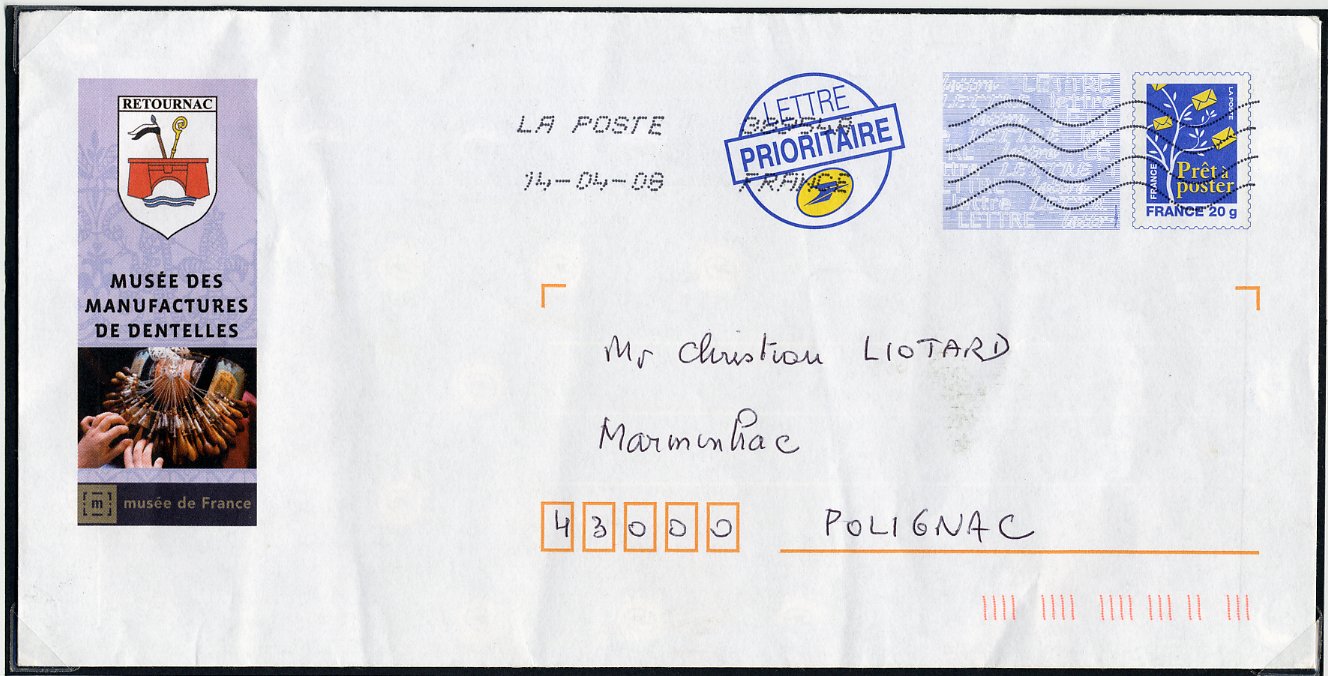 RETOURNAC
MUSÉE DES
MANUFACTURES
DE DENTELLES
[m] musée de France
LA POSTE
14-04-08
FRANCE
LETTRE
PRIORITAIRE
LETTRE
LA POSTE
FRANCE
Prêt à
poster
FRANCE 20 g
Mr Christian LIOTARD
Marminhac
43000 POLIGNAC